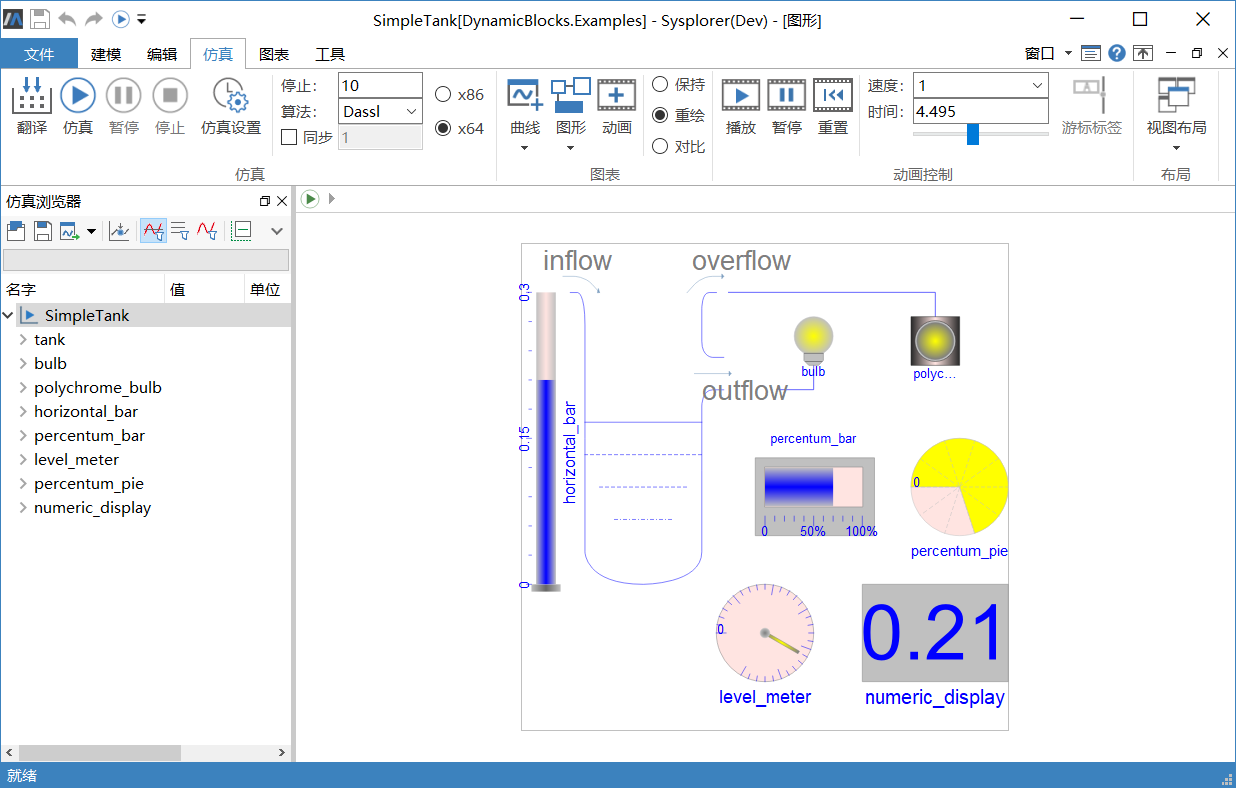 SimpleTank[DynamicBlocks.Examples] - Sysplorer(Dev) - [图形]
文件 建模 编辑 仿真 图表 工具 窗口
翻译 仿真 暂停 停止 仿真设置
停止: 10
算法: Dassl
同步 1
x86
x64
仿真
曲线 图形 动画
保持
重绘
对比
图表
播放 暂停 重置
速度: 1
时间: 4.495
动画控制
游标标签
视图布局
布局
仿真浏览器
名字 值 单位
SimpleTank
tank
bulb
polychrome_bulb
horizontal_bar
percentum_bar
level_meter
percentum_pie
numeric_display
inflow
overflow
0.3
0.15
0
horizontal_bar
outflow
bulb
polyc...
percentum_bar
0 50% 100%
0
percentum_pie
0
level_meter
0.21
numeric_display
就绪